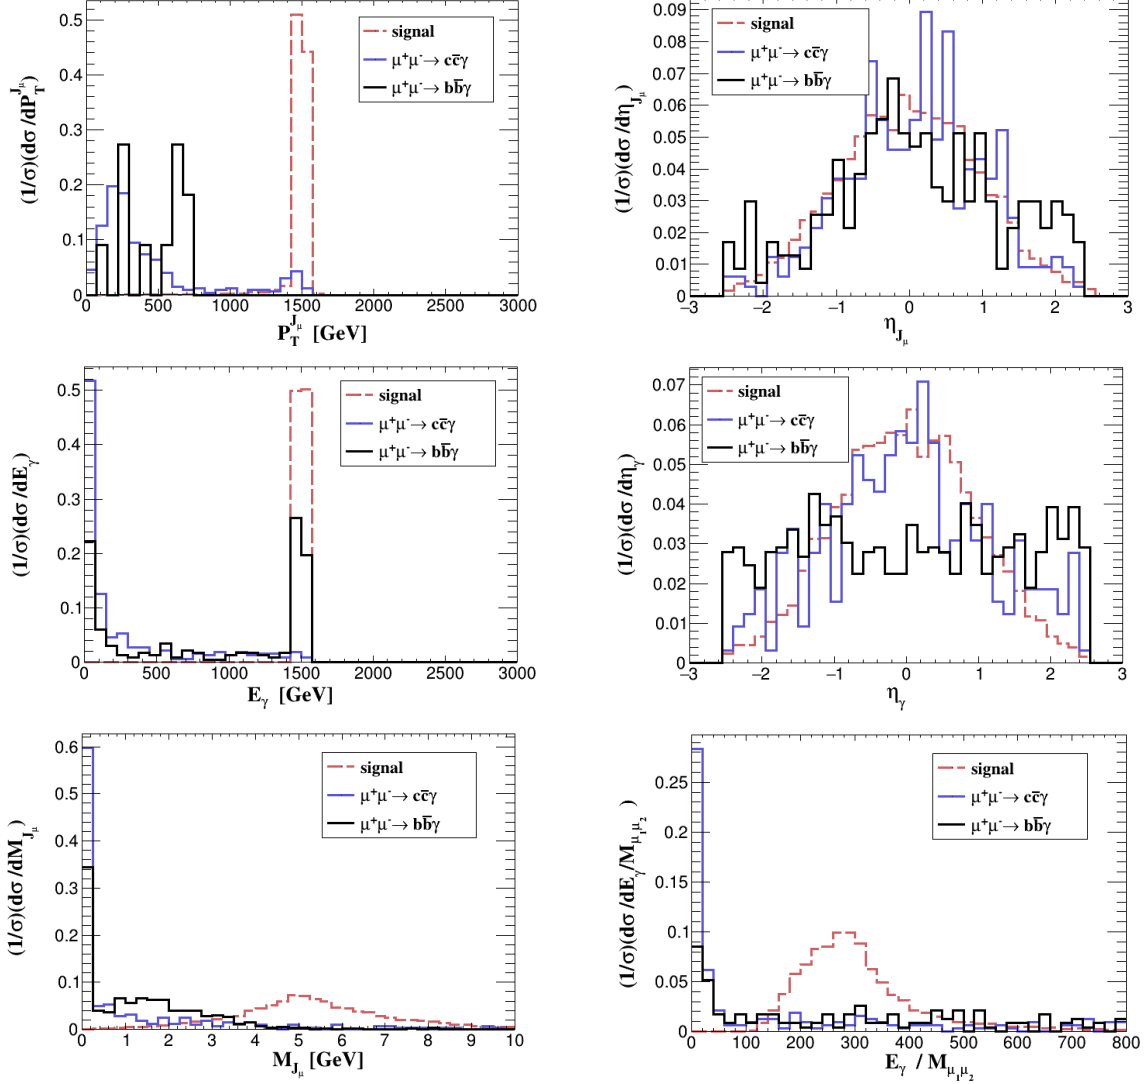 (1/σ)(dσ/dP_T^{J_μ})
0.5
0.4
0.3
0.2
0.1
0
signal
μ⁺μ⁻→ cc̄γ
μ⁺μ⁻→ bb̄γ
0 500 1000 1500 2000 2500 3000
P_T^{J_μ} [GeV]
(1/σ)(dσ/dη_{J_μ})
0.09
0.08
0.07
0.06
0.05
0.04
0.03
0.02
0.01
0
signal
μ⁺μ⁻→ cc̄γ
μ⁺μ⁻→ bb̄γ
−3 −2 −1 0 1 2 3
η_{J_μ}
(1/σ)(dσ/dE_γ)
0.5
0.4
0.3
0.2
0.1
0
signal
μ⁺μ⁻→ cc̄γ
μ⁺μ⁻→ bb̄γ
0 500 1000 1500 2000 2500 3000
E_γ [GeV]
(1/σ)(dσ/dη_γ)
0.07
0.06
0.05
0.04
0.03
0.02
0.01
0
signal
μ⁺μ⁻→ cc̄γ
μ⁺μ⁻→ bb̄γ
−3 −2 −1 0 1 2 3
η_γ
(1/σ)(dσ/dM_{J_μ})
0.6
0.5
0.4
0.3
0.2
0.1
0
signal
μ⁺μ⁻→ cc̄γ
μ⁺μ⁻→ bb̄γ
0 1 2 3 4 5 6 7 8 9 10
M_{J_μ} [GeV]
(1/σ)(dσ/dE_γ/M_{μ₁μ₂})
0.25
0.2
0.15
0.1
0.05
0
signal
μ⁺μ⁻→ cc̄γ
μ⁺μ⁻→ bb̄γ
0 100 200 300 400 500 600 700 800
E_γ / M_{μ₁μ₂}